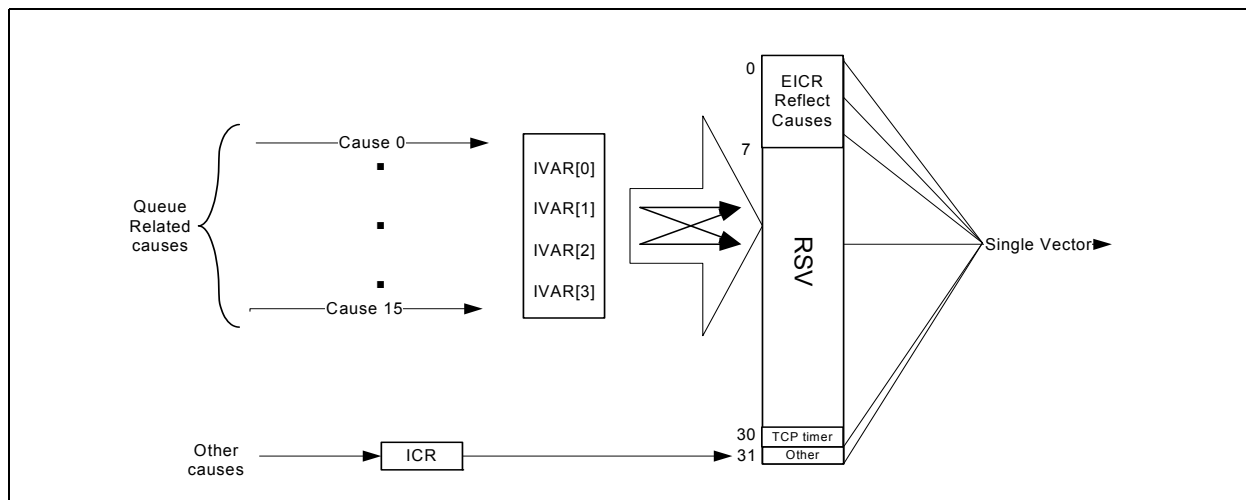 Queue
Related
causes
Cause 0
Cause 15
IVAR[0]
IVAR[1]
IVAR[2]
IVAR[3]
0
EICR
Reflect
Causes
7
RSV
30
TCP timer
31
Other
Single Vector
Other
causes
ICR